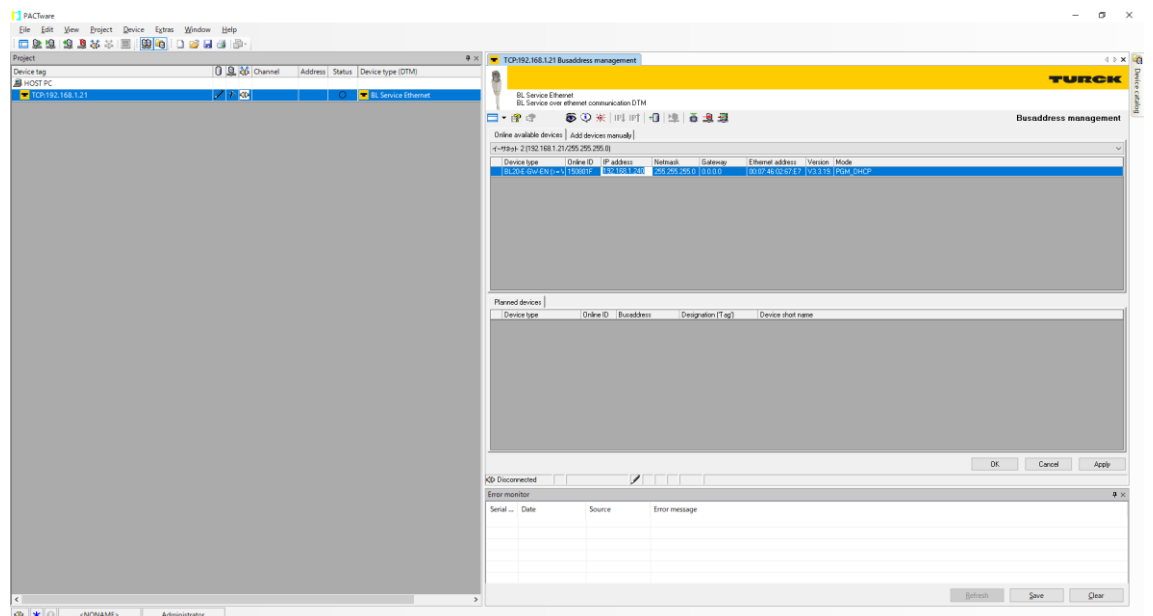 PACTware
File Edit View Project Device Extras Window Help
Project
Device tag Channel Address Status Device type (DTM)
HOST PC
TCP:192.168.1.21 BL Service Ethernet
TCP:192.168.1.21 Busaddress management
TURCK
BL Service Ethernet
BL Service over ethernet communication DTM
Busaddress management
Online available devices Add devices manually
イーサネット 2 (192.168.1.21/255.255.255.0)
Device type Online ID IP address Netmask Gateway Ethernet address Version Mode
BL20-E-GW-EN (>= V 150801F 192.168.1.240 255.255.255.0 0.0.0.0 00:07:46:02:67:E7 V3.3.19 PGM_DHCP
Planned devices
Device type Online ID Busaddress Designation ('Tag') Device short name
OK Cancel Apply
Disconnected
Error monitor
Serial ... Date Source Error message
Refresh Save Clear
<NONAME> Administrator
Device catalog